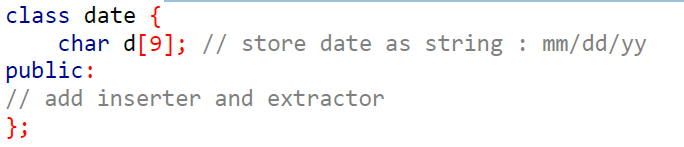 class date {
    char d[9]; // store date as string : mm/dd/yy
public:
// add inserter and extractor
};